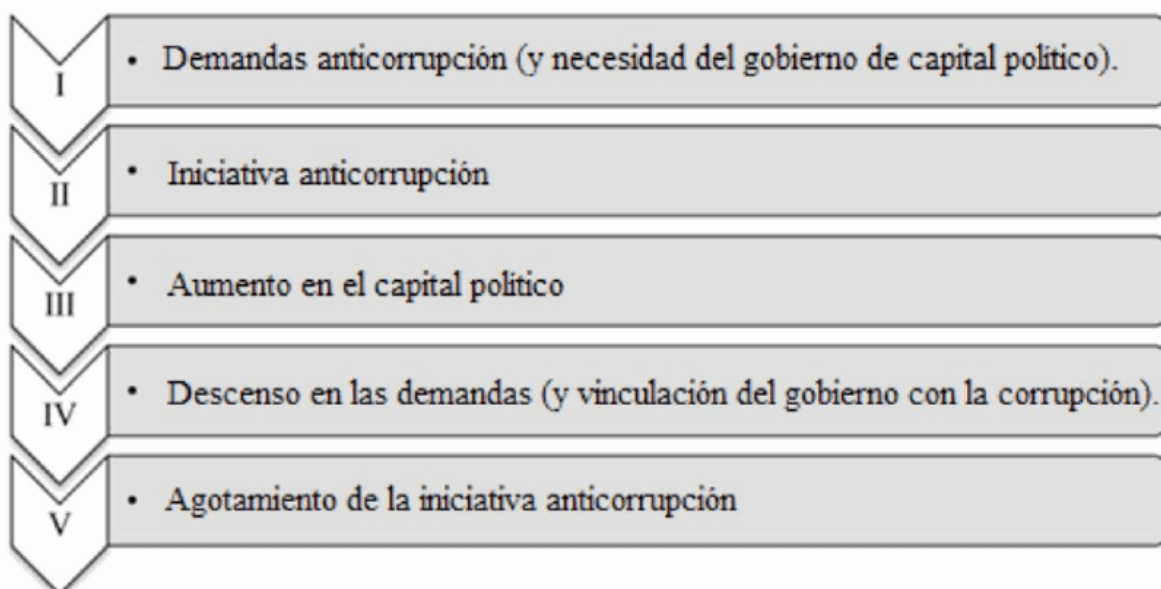 I
• Demandas anticorrupción (y necesidad del gobierno de capital político).
II
• Iniciativa anticorrupción
III
• Aumento en el capital político
IV
• Descenso en las demandas (y vinculación del gobierno con la corrupción).
V
• Agotamiento de la iniciativa anticorrupción